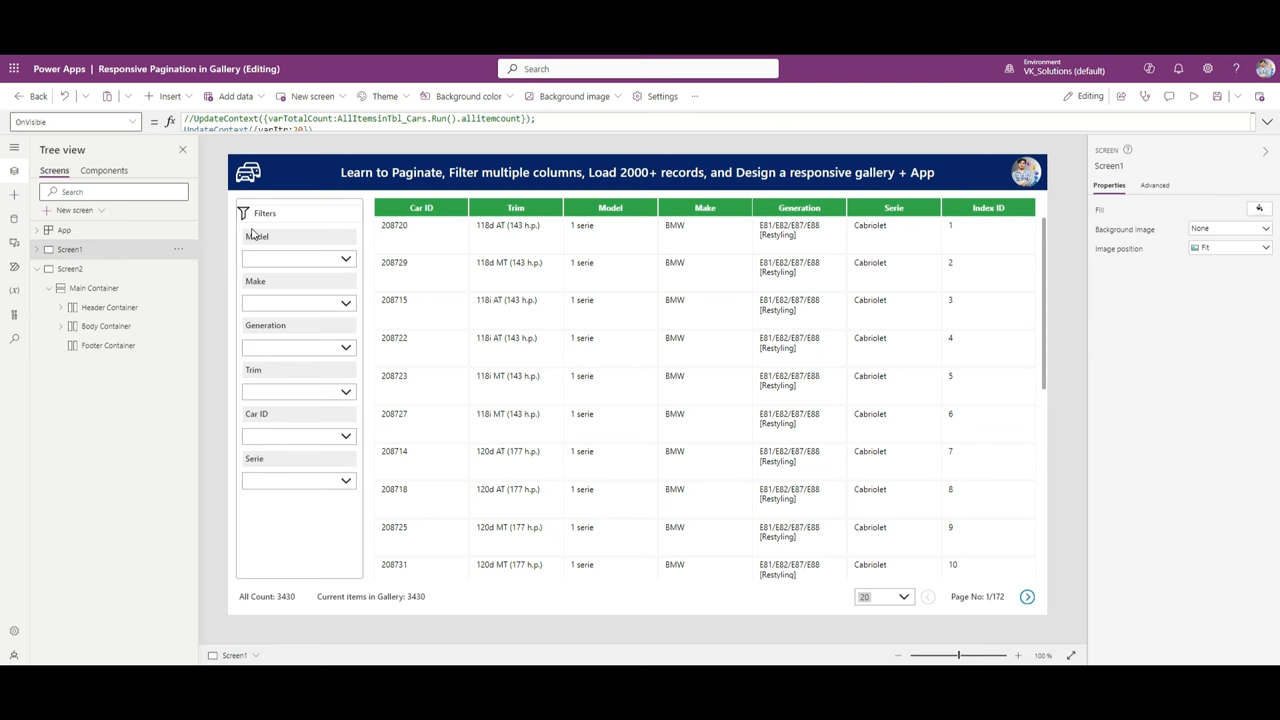 Power Apps | Responsive Pagination in Gallery (Editing)
Search
Environment
VK_Solutions (default)
Back
Insert
Add data
New screen
Theme
Background color
Background image
Settings
Editing
OnVisible
= fx
//UpdateContext({varTotalCount:AllItemsinTbl_Cars.Run().allitemcount});
UpdateContext({varItr:20})
Tree view
Screens Components
Search
New screen
App
Screen1
Screen2
Main Container
Header Container
Body Container
Footer Container
Learn to Paginate, Filter multiple columns, Load 2000+ records, and Design a responsive gallery + App
Filters
Model
Make
Generation
Trim
Car ID
Serie
Car ID Trim Model Make Generation Serie Index ID
208720 118d AT (143 h.p.) 1 serie BMW E81/E82/E87/E88 Cabriolet 1
[Restyling]
208729 118d MT (143 h.p.) 1 serie BMW E81/E82/E87/E88 Cabriolet 2
[Restyling]
208715 118i AT (143 h.p.) 1 serie BMW E81/E82/E87/E88 Cabriolet 3
[Restyling]
208722 118i AT (143 h.p.) 1 serie BMW E81/E82/E87/E88 Cabriolet 4
[Restyling]
208723 118i MT (143 h.p.) 1 serie BMW E81/E82/E87/E88 Cabriolet 5
[Restyling]
208727 118i MT (143 h.p.) 1 serie BMW E81/E82/E87/E88 Cabriolet 6
[Restyling]
208714 120d AT (177 h.p.) 1 serie BMW E81/E82/E87/E88 Cabriolet 7
[Restyling]
208718 120d AT (177 h.p.) 1 serie BMW E81/E82/E87/E88 Cabriolet 8
[Restyling]
208725 120d MT (177 h.p.) 1 serie BMW E81/E82/E87/E88 Cabriolet 9
[Restyling]
208731 120d MT (177 h.p.) 1 serie BMW E81/E82/E87/E88 Cabriolet 10
[Restyling]
All Count: 3430 Current items in Gallery: 3430
20
Page No: 1/172
Screen1
100 %
SCREEN
Screen1
Properties Advanced
Fill
Background image None
Image position Fit